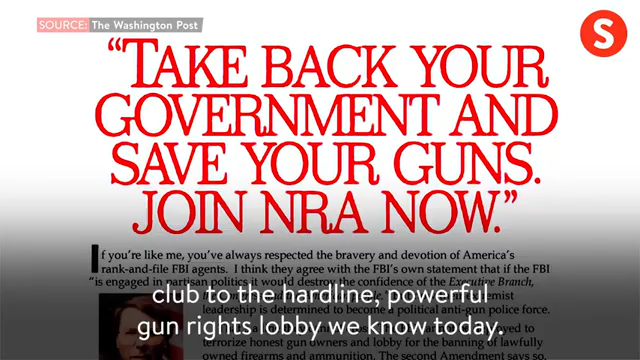 SOURCE: The Washington Post
S
“TAKE BACK YOUR
GOVERNMENT AND
SAVE YOUR GUNS.
JOIN NRA NOW.”
If you’re like me, you’ve always respected the bravery and devotion of America’s
rank-and-file FBI agents. I think they agree with the FBI’s own statement that if the FBI
“is engaged in partisan politics it would destroy the confidence of the Executive Branch,
club to the hardline, powerful
leadership is determined to become a political anti-gun police force.
gun rights lobby we know today.
terrorize honest gun owners and lobby for the banning of lawfully
owned firearms and ammunition. The second Amendment says so.